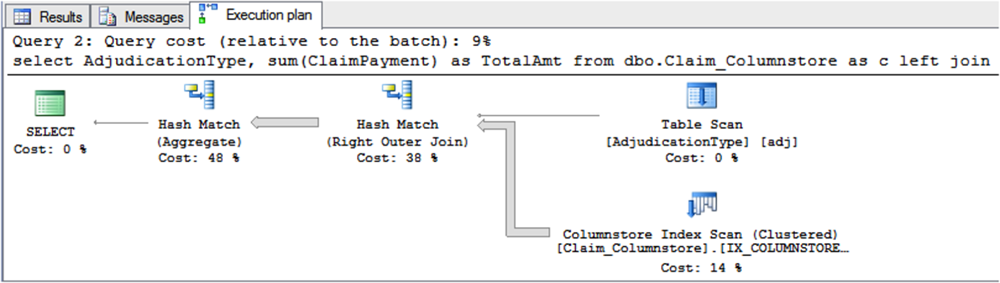 Results Messages Execution plan
Query 2: Query cost (relative to the batch): 9%
select AdjudicationType, sum(ClaimPayment) as TotalAmt from dbo.Claim_Columnstore as c left join
SELECT
Cost: 0 %
Hash Match
(Aggregate)
Cost: 48 %
Hash Match
(Right Outer Join)
Cost: 38 %
Table Scan
[AdjudicationType] [adj]
Cost: 0 %
Columnstore Index Scan (Clustered)
[Claim_Columnstore].[IX_COLUMNSTORE…
Cost: 14 %